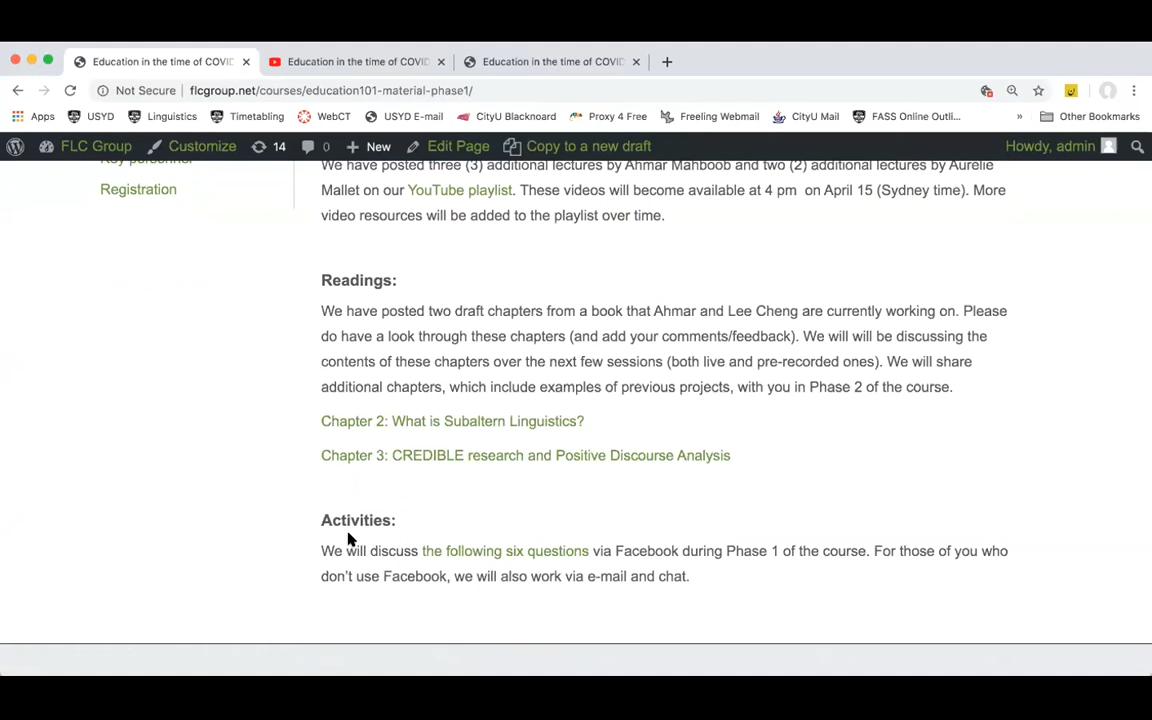 Education in the time of COVID
Education in the time of COVID
Education in the time of COVID
Not Secure
flcgroup.net/courses/education101-material-phase1/
Apps
USYD
Linguistics
Timetabling
WebCT
USYD E-mail
CityU Blackboard
Proxy 4 Free
Freeling Webmail
CityU Mail
FASS Online Outli...
»
Other Bookmarks
FLC Group
Customize
14
0
New
Edit Page
Copy to a new draft
Howdy, admin
Key personnel
Registration
We have posted three (3) additional lectures by Ahmar Mahboob and two (2) additional lectures by Aurelie
Mallet on our YouTube playlist. These videos will become available at 4 pm on April 15 (Sydney time). More
video resources will be added to the playlist over time.
Readings:
We have posted two draft chapters from a book that Ahmar and Lee Cheng are currently working on. Please
do have a look through these chapters (and add your comments/feedback). We will will be discussing the
contents of these chapters over the next few sessions (both live and pre-recorded ones). We will share
additional chapters, which include examples of previous projects, with you in Phase 2 of the course.
Chapter 2: What is Subaltern Linguistics?
Chapter 3: CREDIBLE research and Positive Discourse Analysis
Activities:
We will discuss the following six questions via Facebook during Phase 1 of the course. For those of you who
don't use Facebook, we will also work via e-mail and chat.